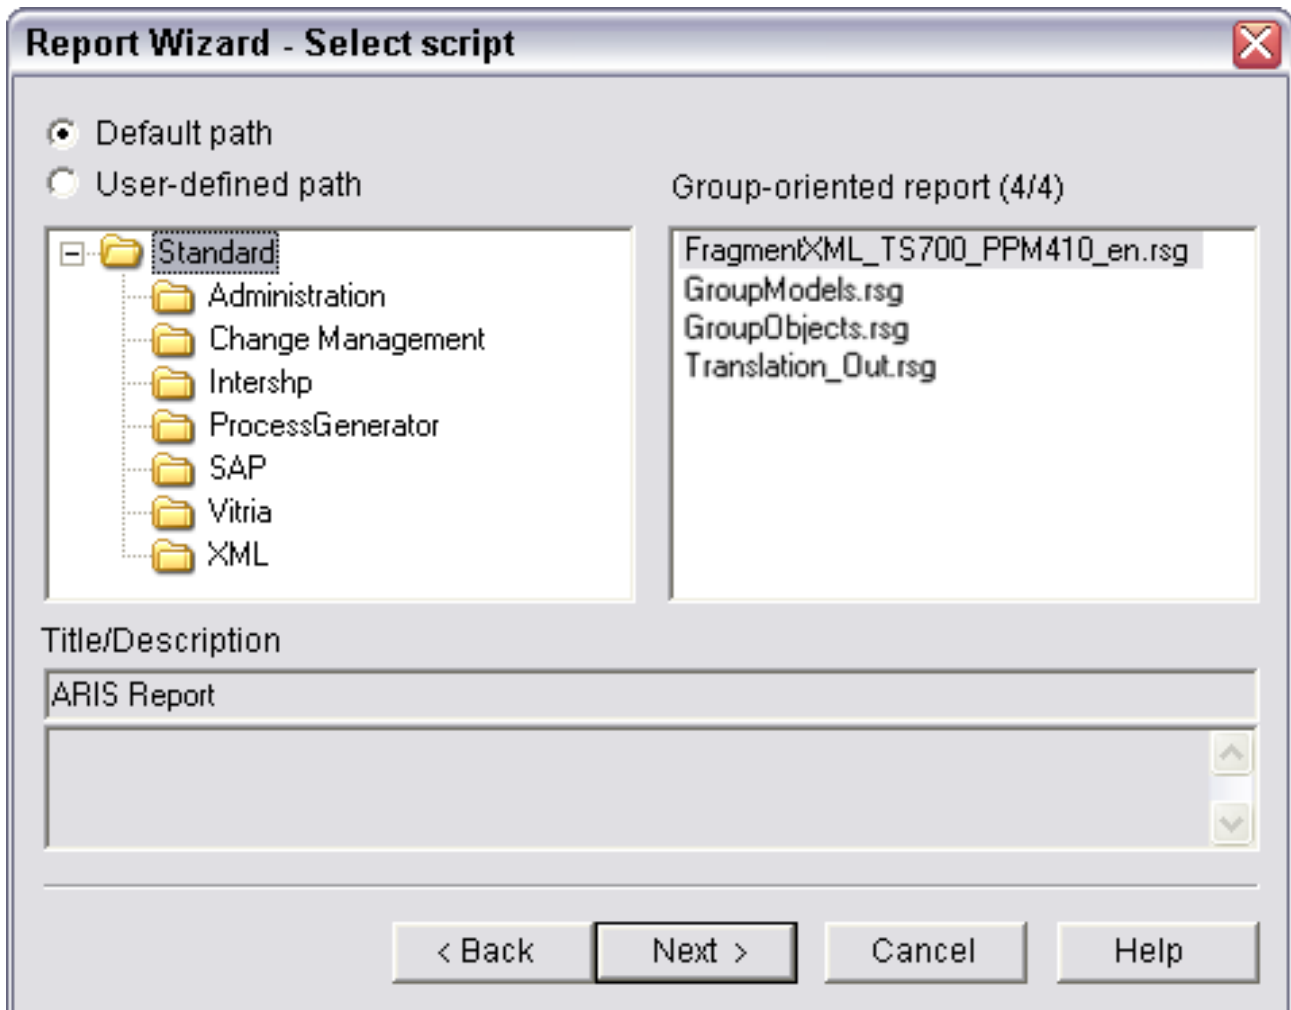 Report Wizard - Select script
Default path
User-defined path
Group-oriented report (4/4)
Standard
Administration
Change Management
Intershp
ProcessGenerator
SAP
Vitria
XML
FragmentXML_TS700_PPM410_en.rsg
GroupModels.rsg
GroupObjects.rsg
Translation_Out.rsg
Title/Description
ARIS Report
< Back
Next >
Cancel
Help